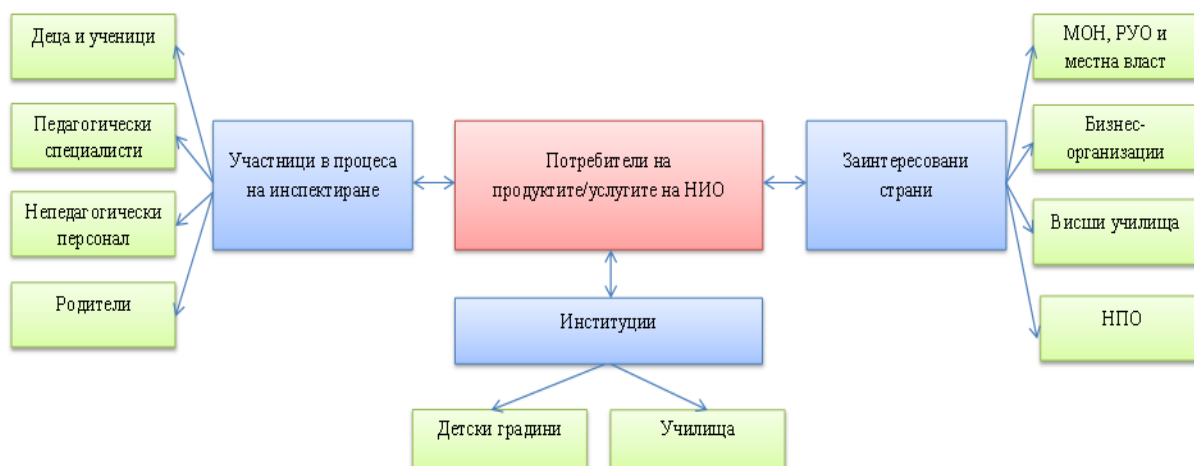 Деца и ученици
Педагогически
специалисти
Непедагогически
персонал
Родители
Участници в процеса
на инспектиране
Потребители на
продуктите/услугите на НИО
Заинтересовани
страни
МОН, РУО и
местна власт
Бизнес-
организации
Висши училища
НПО
Институции
Детски градини
Училища